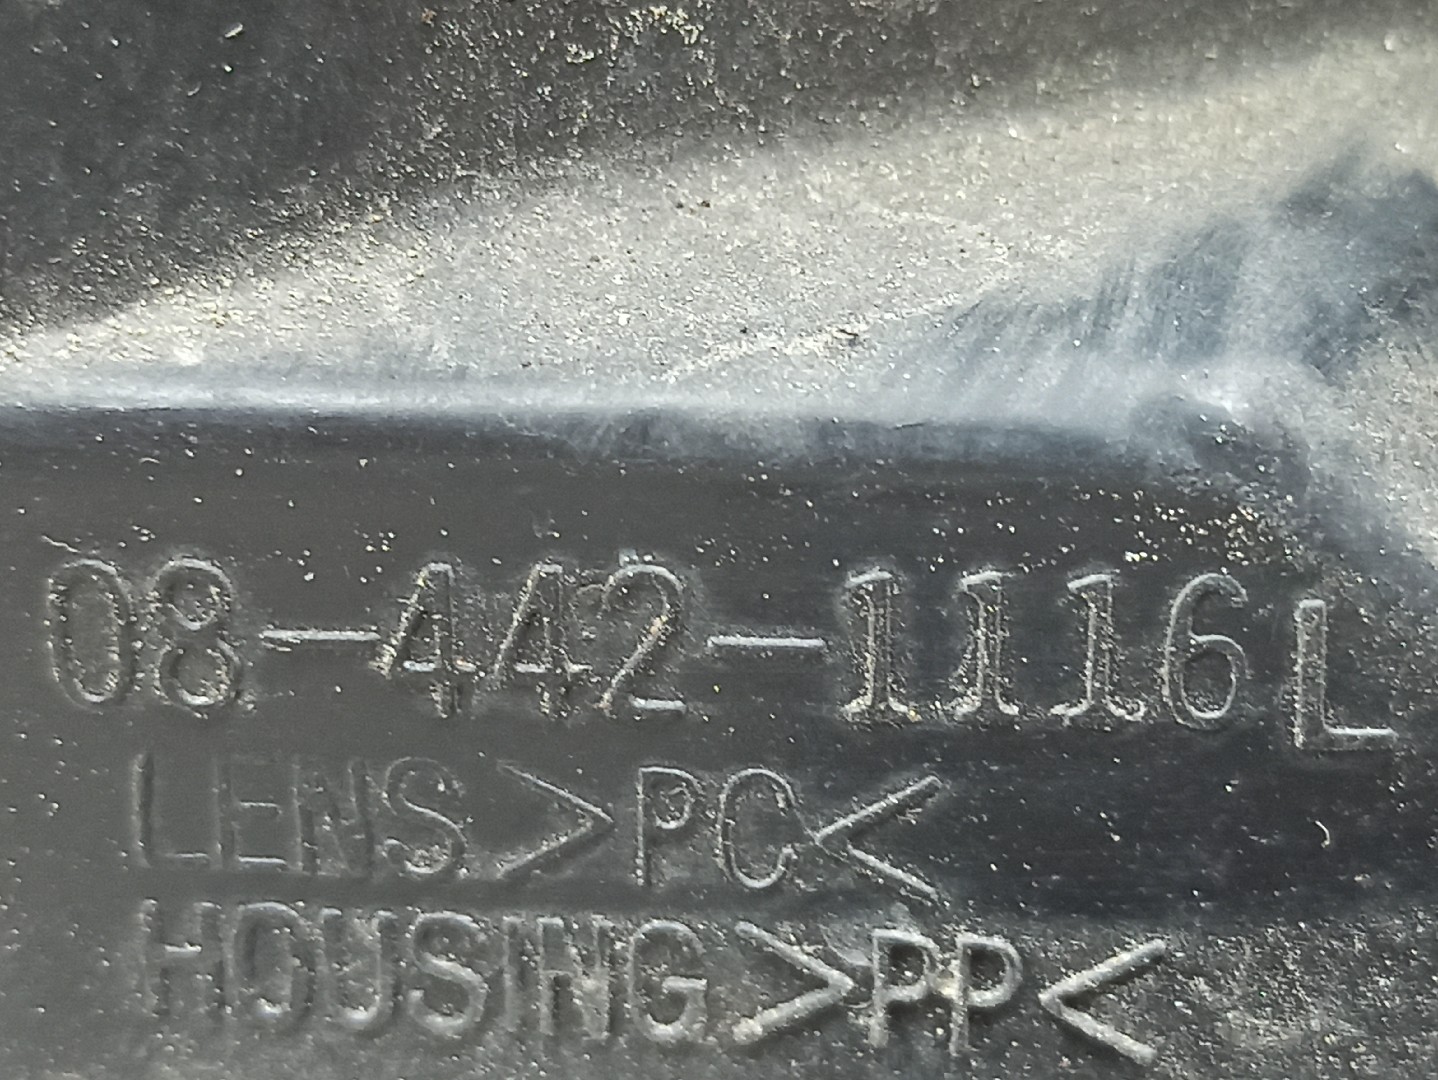 08-442-1116L
LENS>PC<
HOUSING>PP<